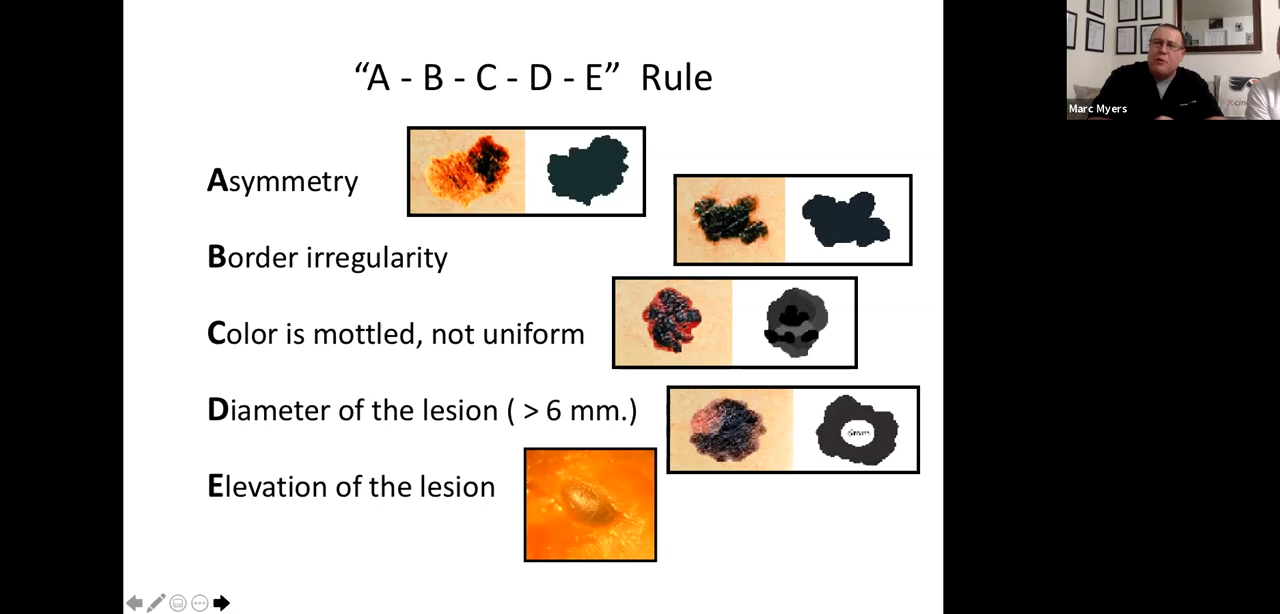 “A - B - C - D - E” Rule
Asymmetry
Border irregularity
Color is mottled, not uniform
Diameter of the lesion ( > 6 mm.)
6mm
Elevation of the lesion
Marc Myers